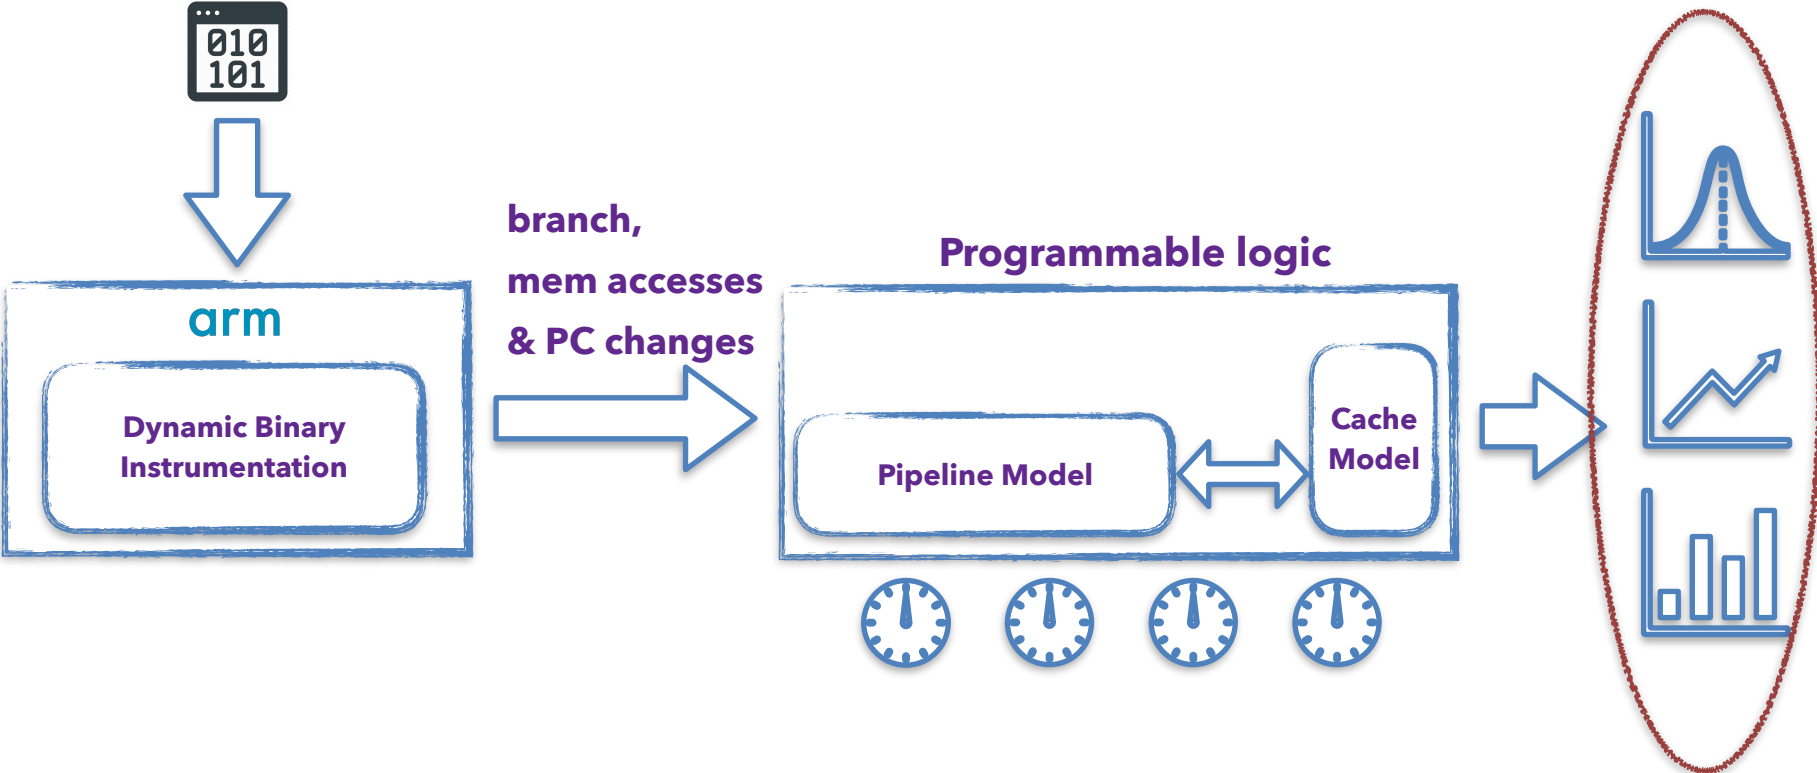 010
101
arm
Dynamic Binary
Instrumentation
branch,
mem accesses
& PC changes
Programmable logic
Pipeline Model
Cache
Model